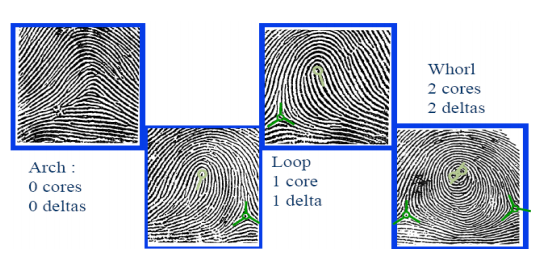 Arch :
0 cores
0 deltas
Loop
1 core
1 delta
Whorl
2 cores
2 deltas